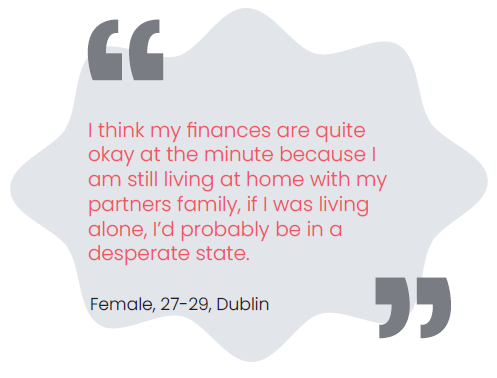 I think my finances are quite
okay at the minute because I
am still living at home with my
partners family, if I was living
alone, I'd probably be in a
desperate state.
Female, 27-29, Dublin